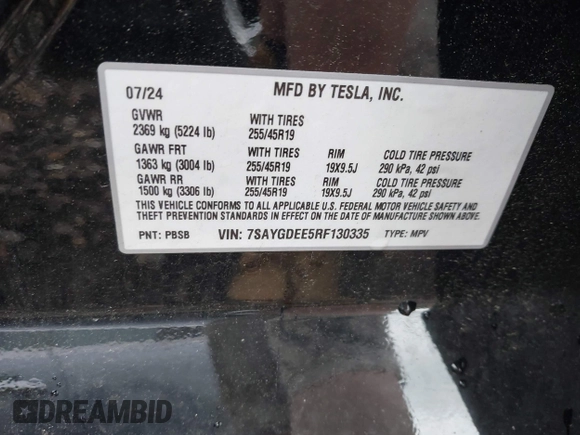 07/24 MFD BY TESLA, INC.
GVWR WITH TIRES
2369 kg (5224 lb) 255/45R19
GAWR FRT WITH TIRES RIM COLD TIRE PRESSURE
1363 kg (3004 lb) 255/45R19 19X9.5J 290 kPa, 42 psi
GAWR RR WITH TIRES RIM COLD TIRE PRESSURE
1500 kg (3306 lb) 255/45R19 19X9.5J 290 kPa, 42 psi
THIS VEHICLE CONFORMS TO ALL APPLICABLE U.S. FEDERAL MOTOR VEHICLE SAFETY AND
THEFT PREVENTION STANDARDS IN EFFECT ON THE DATE OF MANUFACTURE SHOWN ABOVE.
PNT: PBSB VIN: 7SAYGDEE5RF130335 TYPE: MPV
DREAMBID